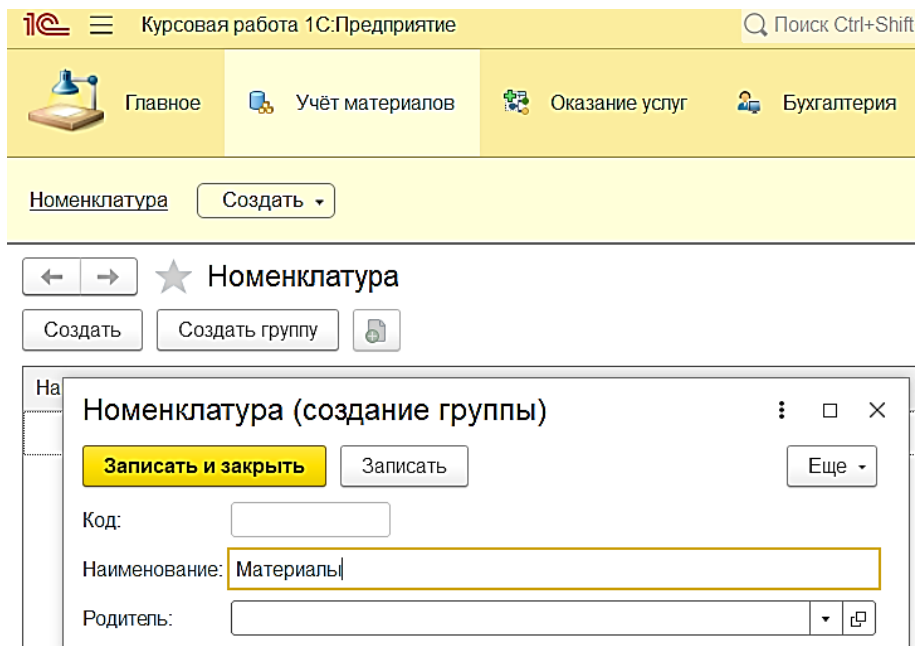 1С Курсовая работа 1С:Предприятие Поиск Ctrl+Shift
Главное Учёт материалов Оказание услуг Бухгалтерия
Номенклатура Создать
Номенклатура
Создать Создать группу
На
Номенклатура (создание группы)
Записать и закрыть Записать Еще
Код:
Наименование: Материалы
Родитель: